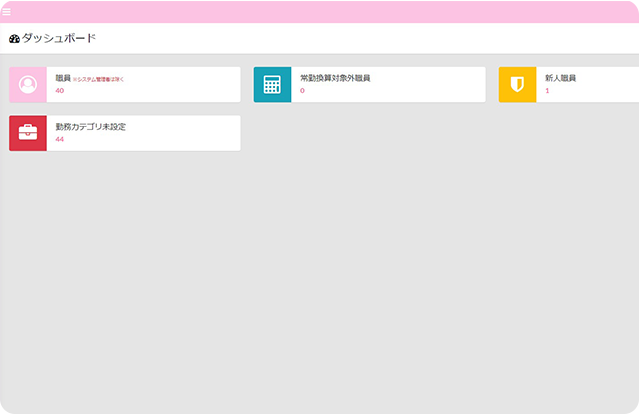 ダッシュボード
職員 ※システム管理者は除く
40
常勤換算対象外職員
0
新人職員
1
勤務カテゴリ未設定
44